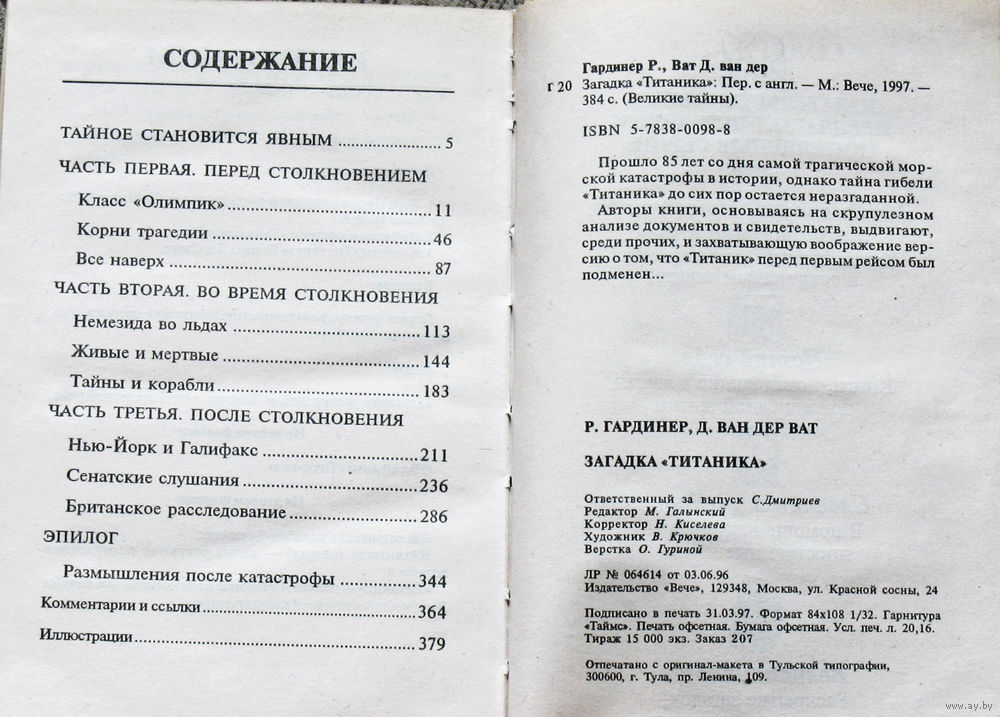 СОДЕРЖАНИЕ
ТАЙНОЕ СТАНОВИТСЯ ЯВНЫМ ........................ 5
ЧАСТЬ ПЕРВАЯ. ПЕРЕД СТОЛКНОВЕНИЕМ
Класс «Олимпик» ........................ 11
Корни трагедии ........................ 46
Все наверх ........................ 87
ЧАСТЬ ВТОРАЯ. ВО ВРЕМЯ СТОЛКНОВЕНИЯ
Немезида во льдах ........................ 113
Живые и мертвые ........................ 144
Тайны и корабли ........................ 183
ЧАСТЬ ТРЕТЬЯ. ПОСЛЕ СТОЛКНОВЕНИЯ
Нью-Йорк и Галифакс ........................ 211
Сенатские слушания ........................ 236
Британское расследование ........................ 286
ЭПИЛОГ
Размышления после катастрофы ........................ 344
Комментарии и ссылки ........................ 364
Иллюстрации ........................ 379
Гардинер Р., Ват Д. ван дер
Г 20 Загадка «Титаника»: Пер. с англ. — М.: Вече, 1997. —
384 с. (Великие тайны).
ISBN 5-7838-0098-8
Прошло 85 лет со дня самой трагической мор-
ской катастрофы в истории, однако тайна гибели
«Титаника» до сих пор остается неразгаданной.
Авторы книги, основываясь на скрупулезном
анализе документов и свидетельств, выдвигают,
среди прочих, и захватывающую воображение вер-
сию о том, что «Титаник» перед первым рейсом был
подменен...
Р. ГАРДИНЕР, Д. ВАН ДЕР ВАТ
ЗАГАДКА «ТИТАНИКА»
Ответственный за выпуск С.Дмитриев
Редактор М. Галинский
Корректор Н. Киселева
Художник В. Крючков
Верстка О. Гуриной
ЛР № 064614 от 03.06.96
Издательство «Вече», 129348, Москва, ул. Красной сосны, 24
Подписано в печать 31.03.97. Формат 84х108 1/32. Гарнитура
«Таймс». Печать офсетная. Бумага офсетная. Усл. печ. л. 20,16.
Тираж 15 000 экз. Заказ 207
Отпечатано с оригинал-макета в Тульской типографии,
300600, г. Тула, пр. Ленина, 109.
www.ay.by